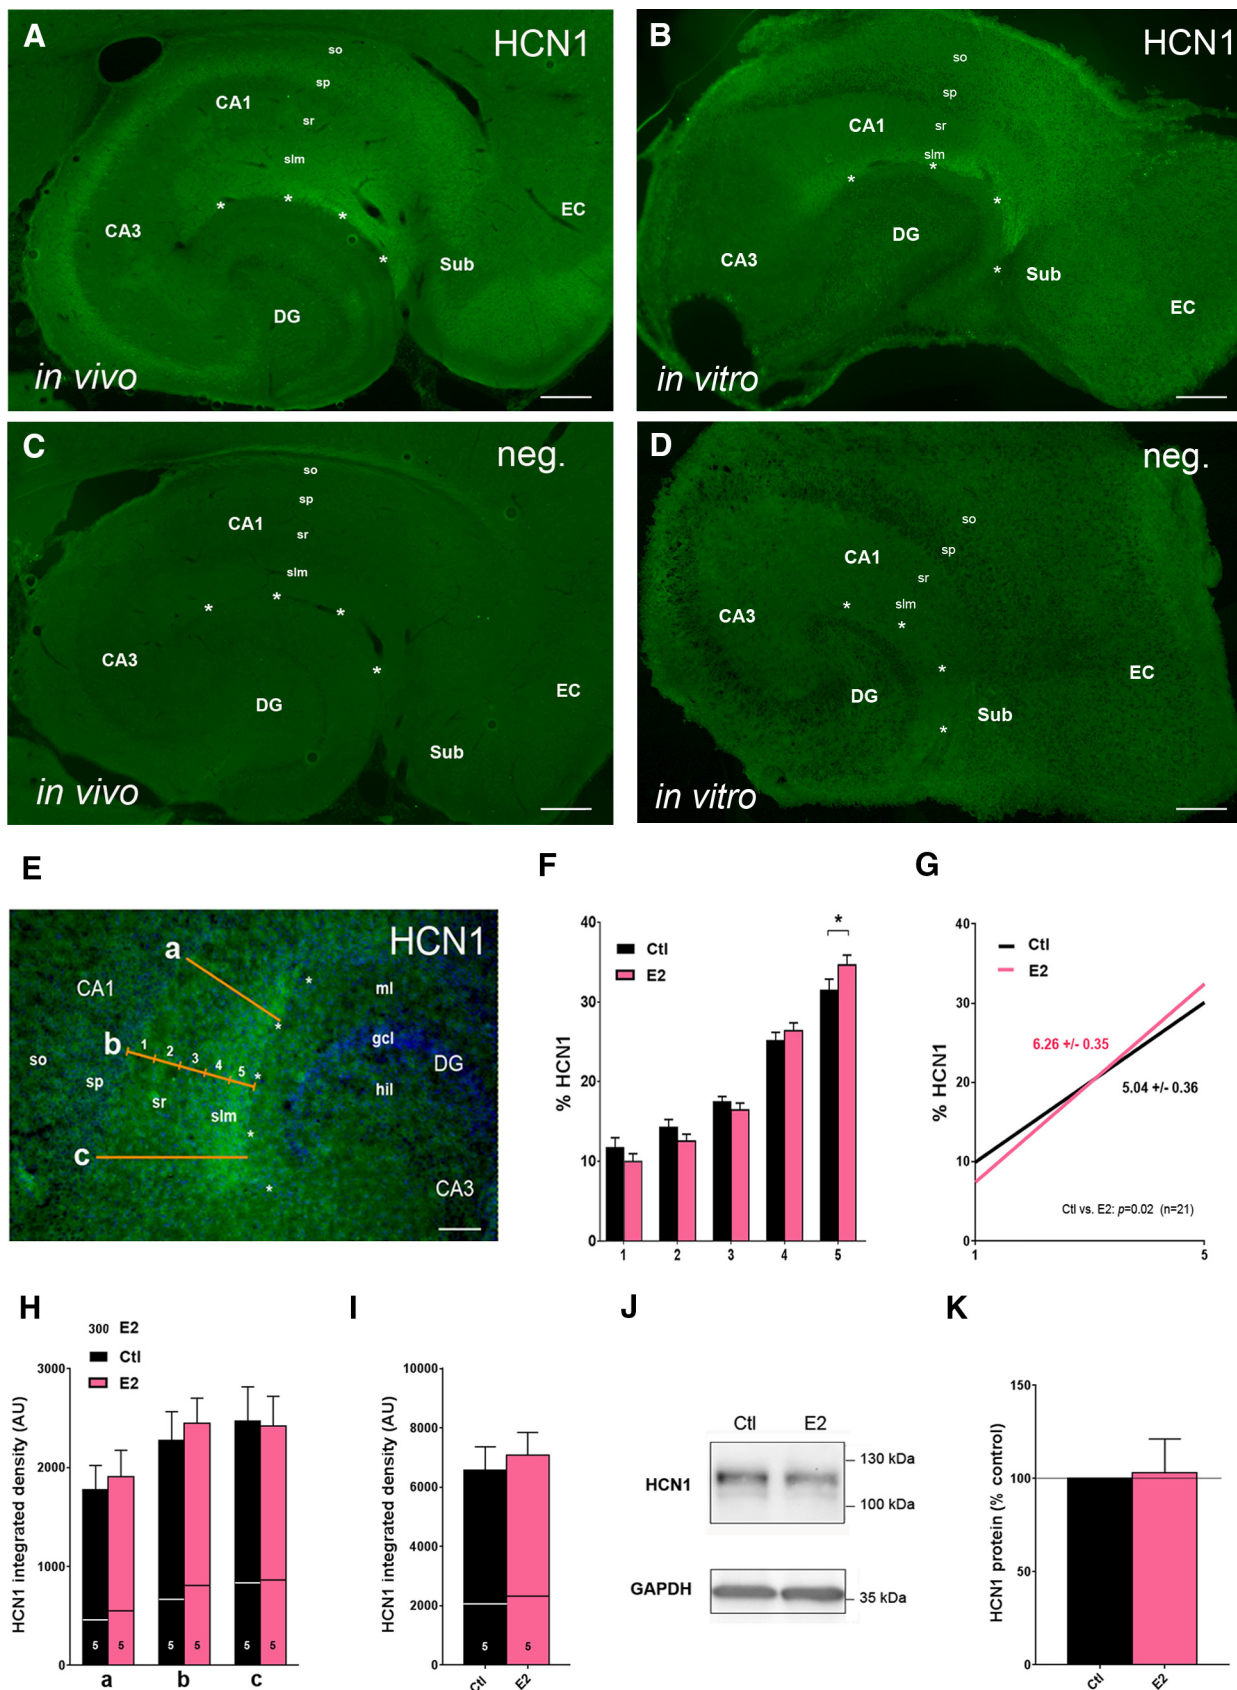 A
HCN1
so
sp
CA1
sr
slm
*
*
*
*
CA3
EC
Sub
DG
in vivo
B
HCN1
so
sp
CA1
sr
slm
*
*
*
*
DG
CA3
Sub
EC
in vitro
C
neg.
so
sp
CA1
sr
slm
*
*
*
*
CA3
DG
EC
Sub
in vivo
D
neg.
so
sp
CA1
sr
slm
*
*
*
*
CA3
EC
DG
Sub
in vitro
E
HCN1
a
*
ml
CA1
*
gcl
b
1 2 3 4 5
*
so
DG
sp
hil
sr
slm
*
c
*
CA3
F
% HCN1
40
30
20
10
0
Ctl
E2
*
1 2 3 4 5
G
% HCN1
40
30
20
10
0
Ctl
E2
6.26 +/- 0.35
5.04 +/- 0.36
Ctl vs. E2: p=0.02 (n=21)
1 5
H
300 E2
Ctl
E2
HCN1 integrated density (AU)
3000
2000
1000
0
5 5 5 5 5 5
a b c
I
HCN1 integrated density (AU)
10000
8000
6000
4000
2000
0
5 5
Ctl E2
J
Ctl E2
HCN1
130 kDa
100 kDa
GAPDH
35 kDa
K
HCN1 protein (% control)
150
100
50
0
Ctl E2